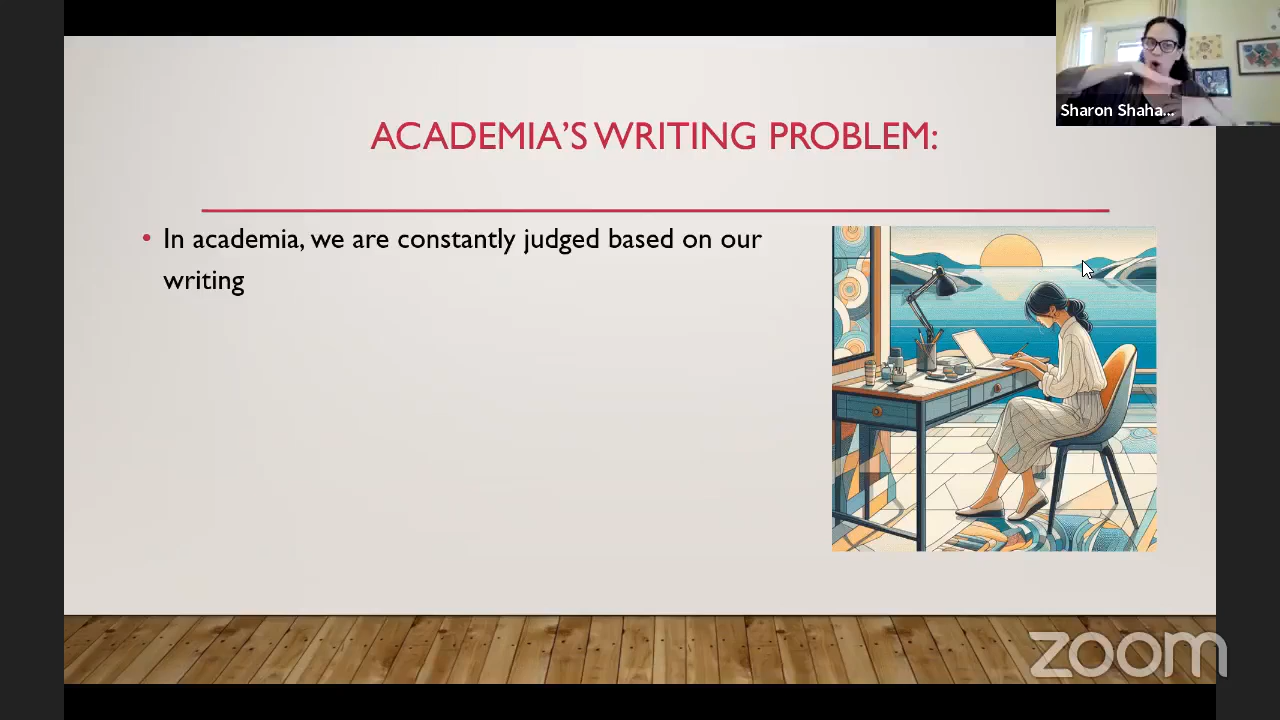 Sharon Shaha...
ACADEMIA'S WRITING PROBLEM:
• In academia, we are constantly judged based on our
writing
zoom